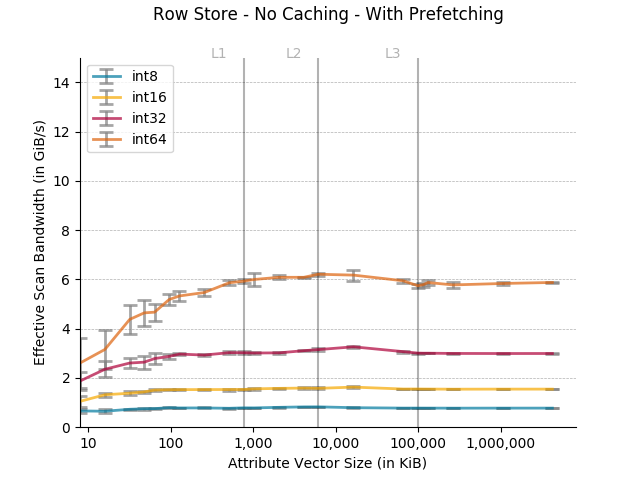 Row Store - No Caching - With Prefetching
L1 L2 L3
int8
int16
int32
int64
Effective Scan Bandwidth (in GiB/s)
14
12
10
8
6
4
2
0
10 100 1,000 10,000 100,000 1,000,000
Attribute Vector Size (in KiB)